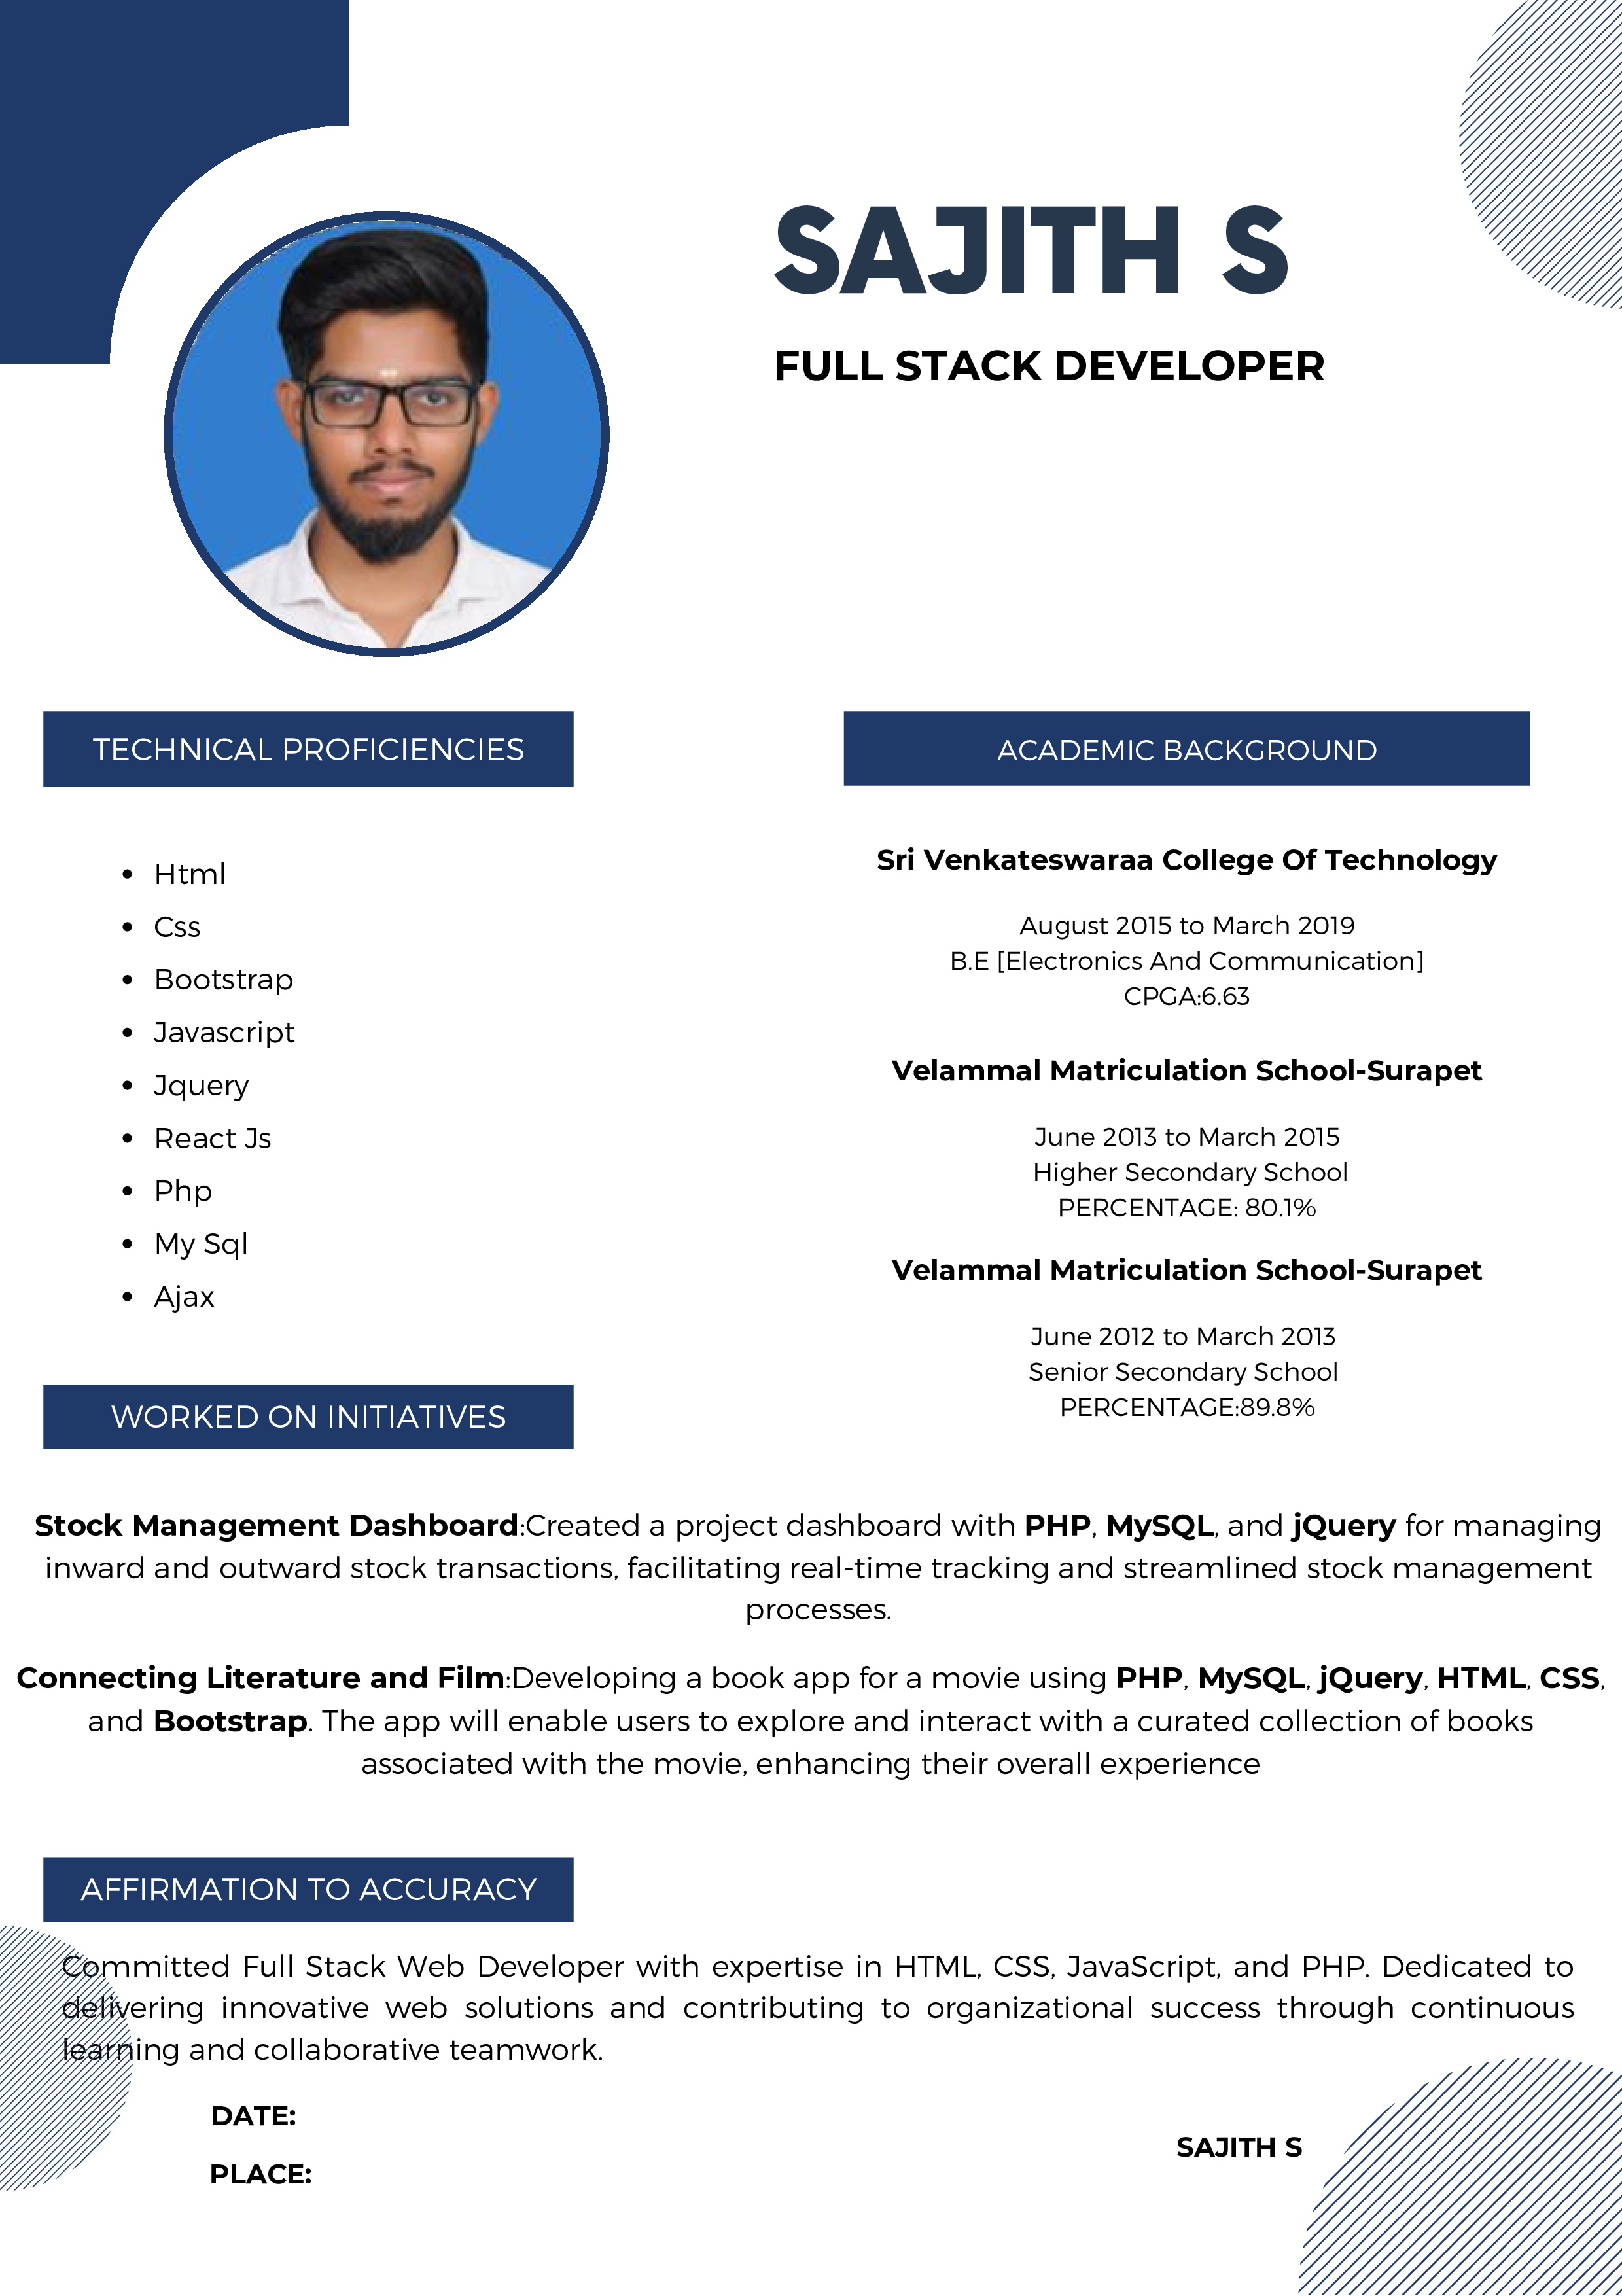 SAJITH S
FULL STACK DEVELOPER
TECHNICAL PROFICIENCIES
Html
Css
Bootstrap
Javascript
Jquery
React Js
Php
My Sql
Ajax
ACADEMIC BACKGROUND
Sri Venkateswaraa College Of Technology
August 2015 to March 2019
B.E [Electronics And Communication]
CPGA:6.63
Velammal Matriculation School-Surapet
June 2013 to March 2015
Higher Secondary School
PERCENTAGE: 80.1%
Velammal Matriculation School-Surapet
June 2012 to March 2013
Senior Secondary School
PERCENTAGE:89.8%
WORKED ON INITIATIVES
Stock Management Dashboard:Created a project dashboard with PHP, MySQL, and jQuery for managing
inward and outward stock transactions, facilitating real-time tracking and streamlined stock management
processes.
Connecting Literature and Film:Developing a book app for a movie using PHP, MySQL, jQuery, HTML, CSS,
and Bootstrap. The app will enable users to explore and interact with a curated collection of books
associated with the movie, enhancing their overall experience
AFFIRMATION TO ACCURACY
Committed Full Stack Web Developer with expertise in HTML, CSS, JavaScript, and PHP. Dedicated to
delivering innovative web solutions and contributing to organizational success through continuous
learning and collaborative teamwork.
DATE:
PLACE:
SAJITH S